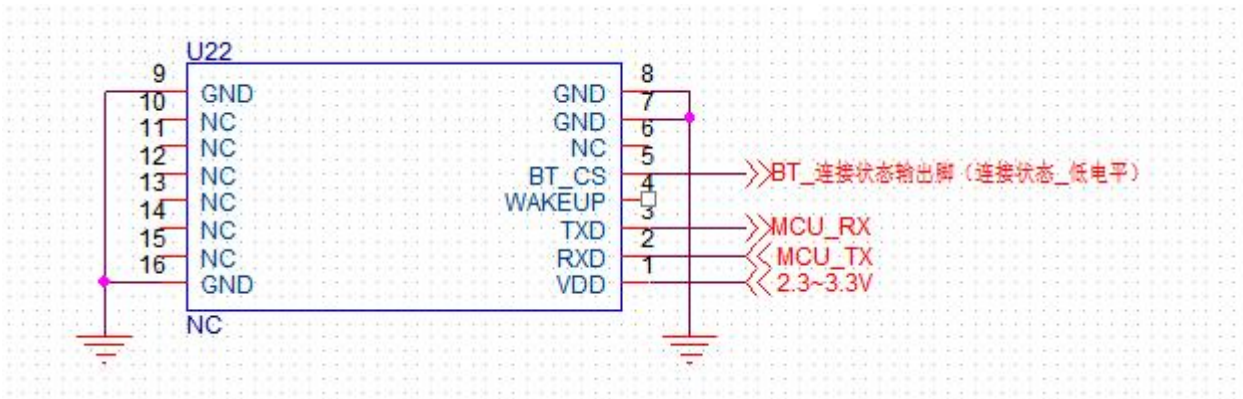 U22
9 GND GND 8
10 NC GND 7
11 NC NC 6
12 NC BT_CS 5 BT_连接状态输出脚（连接状态_低电平）
13 NC WAKEUP 4
14 NC TXD 3 MCU_RX
15 NC RXD 2 MCU_TX
16 GND VDD 1 2.3~3.3V
NC